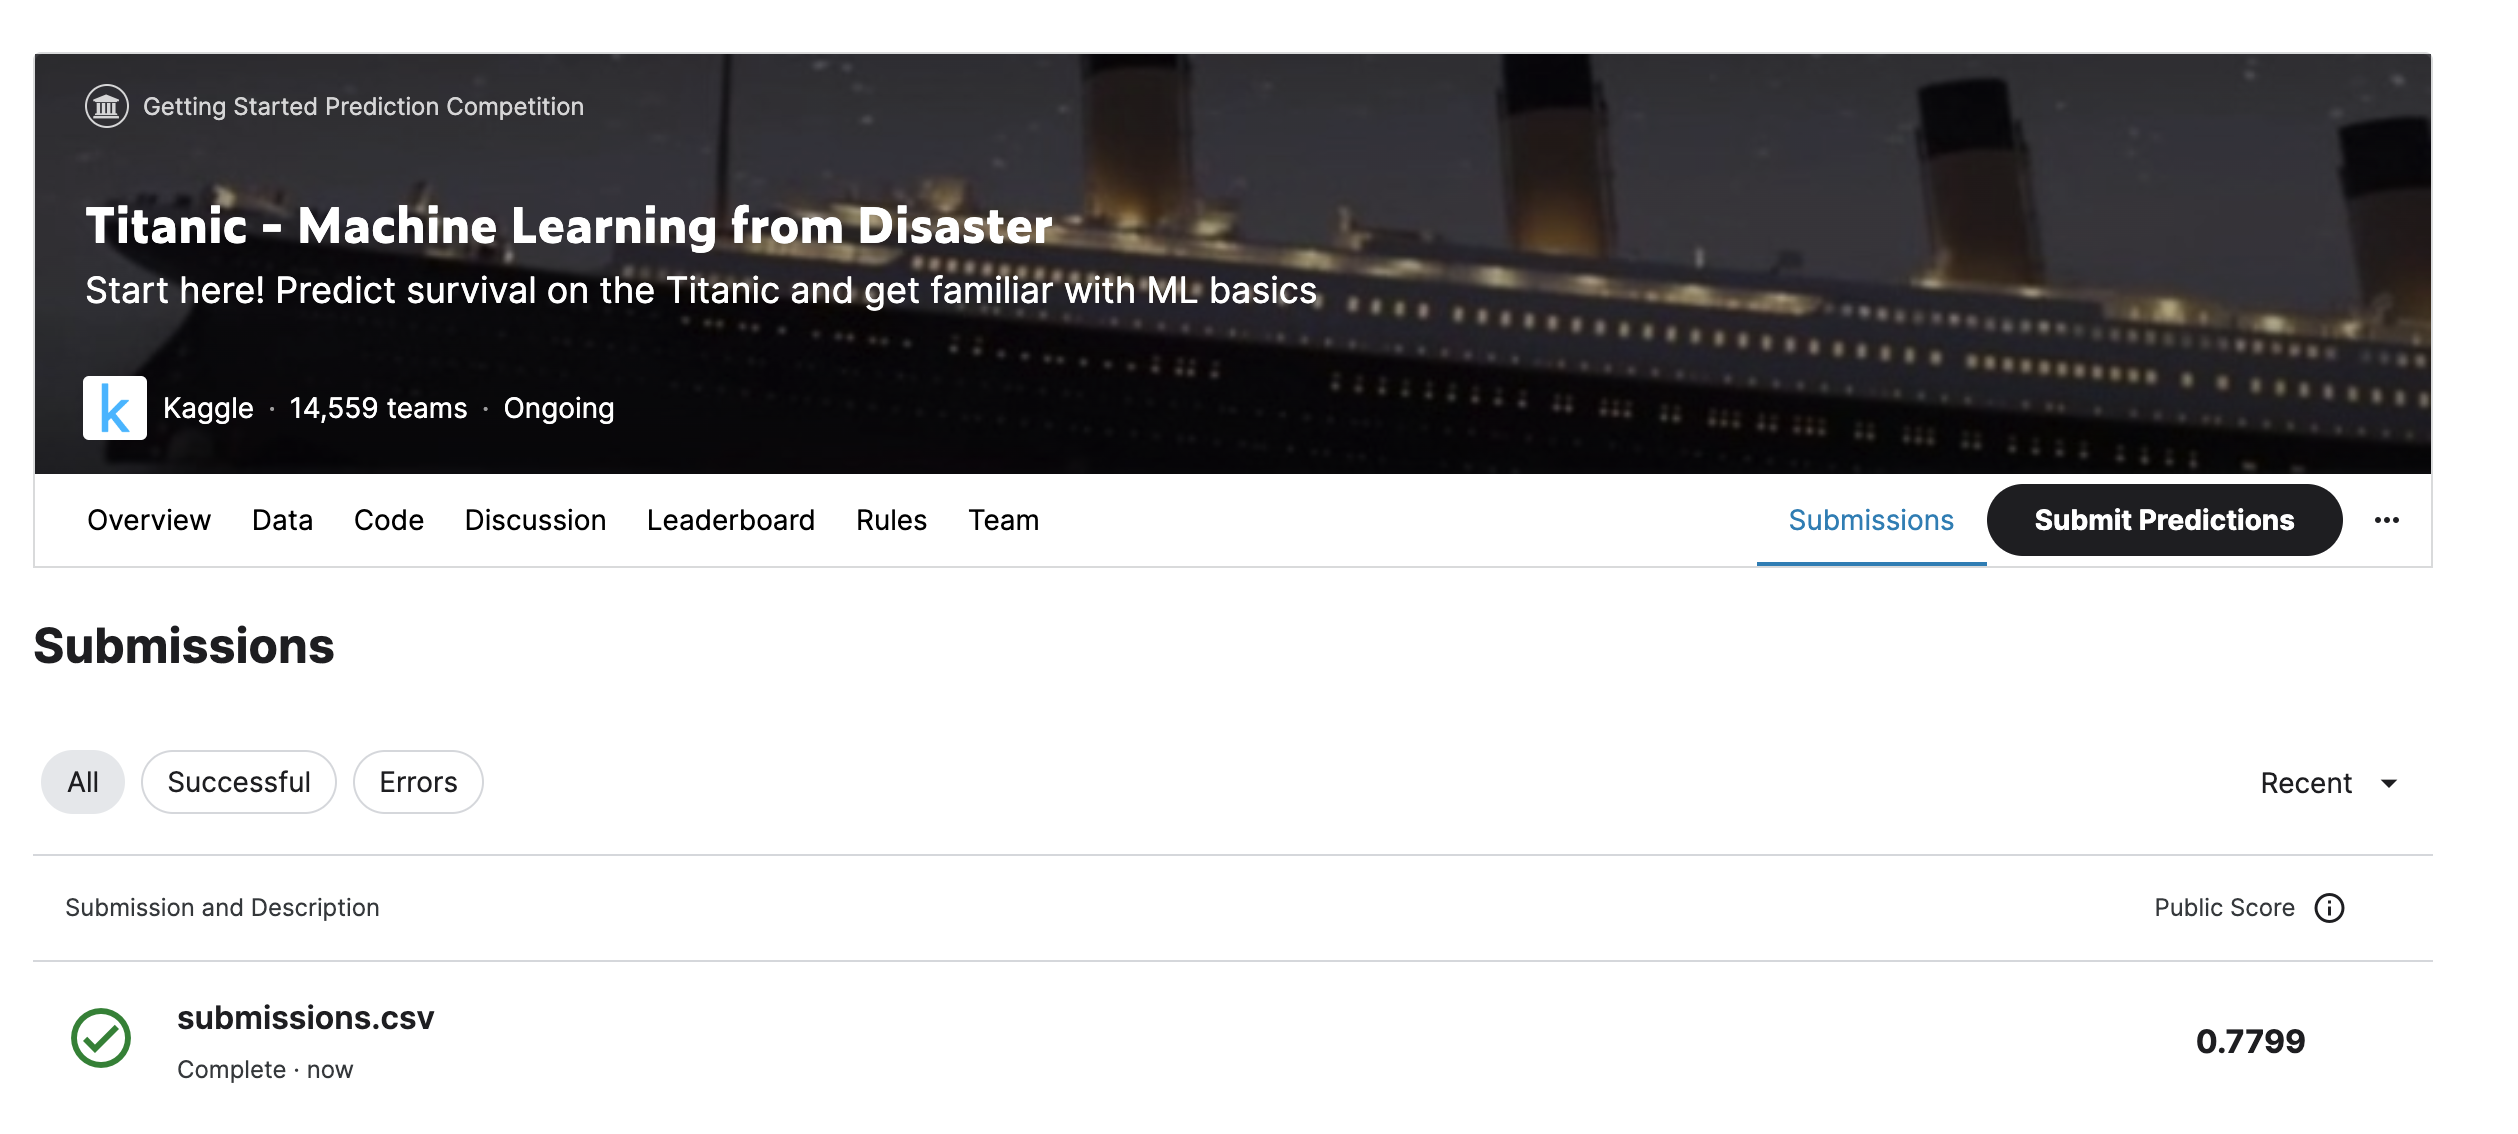 Getting Started Prediction Competition
Titanic - Machine Learning from Disaster
Start here! Predict survival on the Titanic and get familiar with ML basics
k Kaggle · 14,559 teams · Ongoing
Overview Data Code Discussion Leaderboard Rules Team Submissions Submit Predictions ...
Submissions
All Successful Errors Recent
Submission and Description Public Score
submissions.csv
Complete · now
0.7799